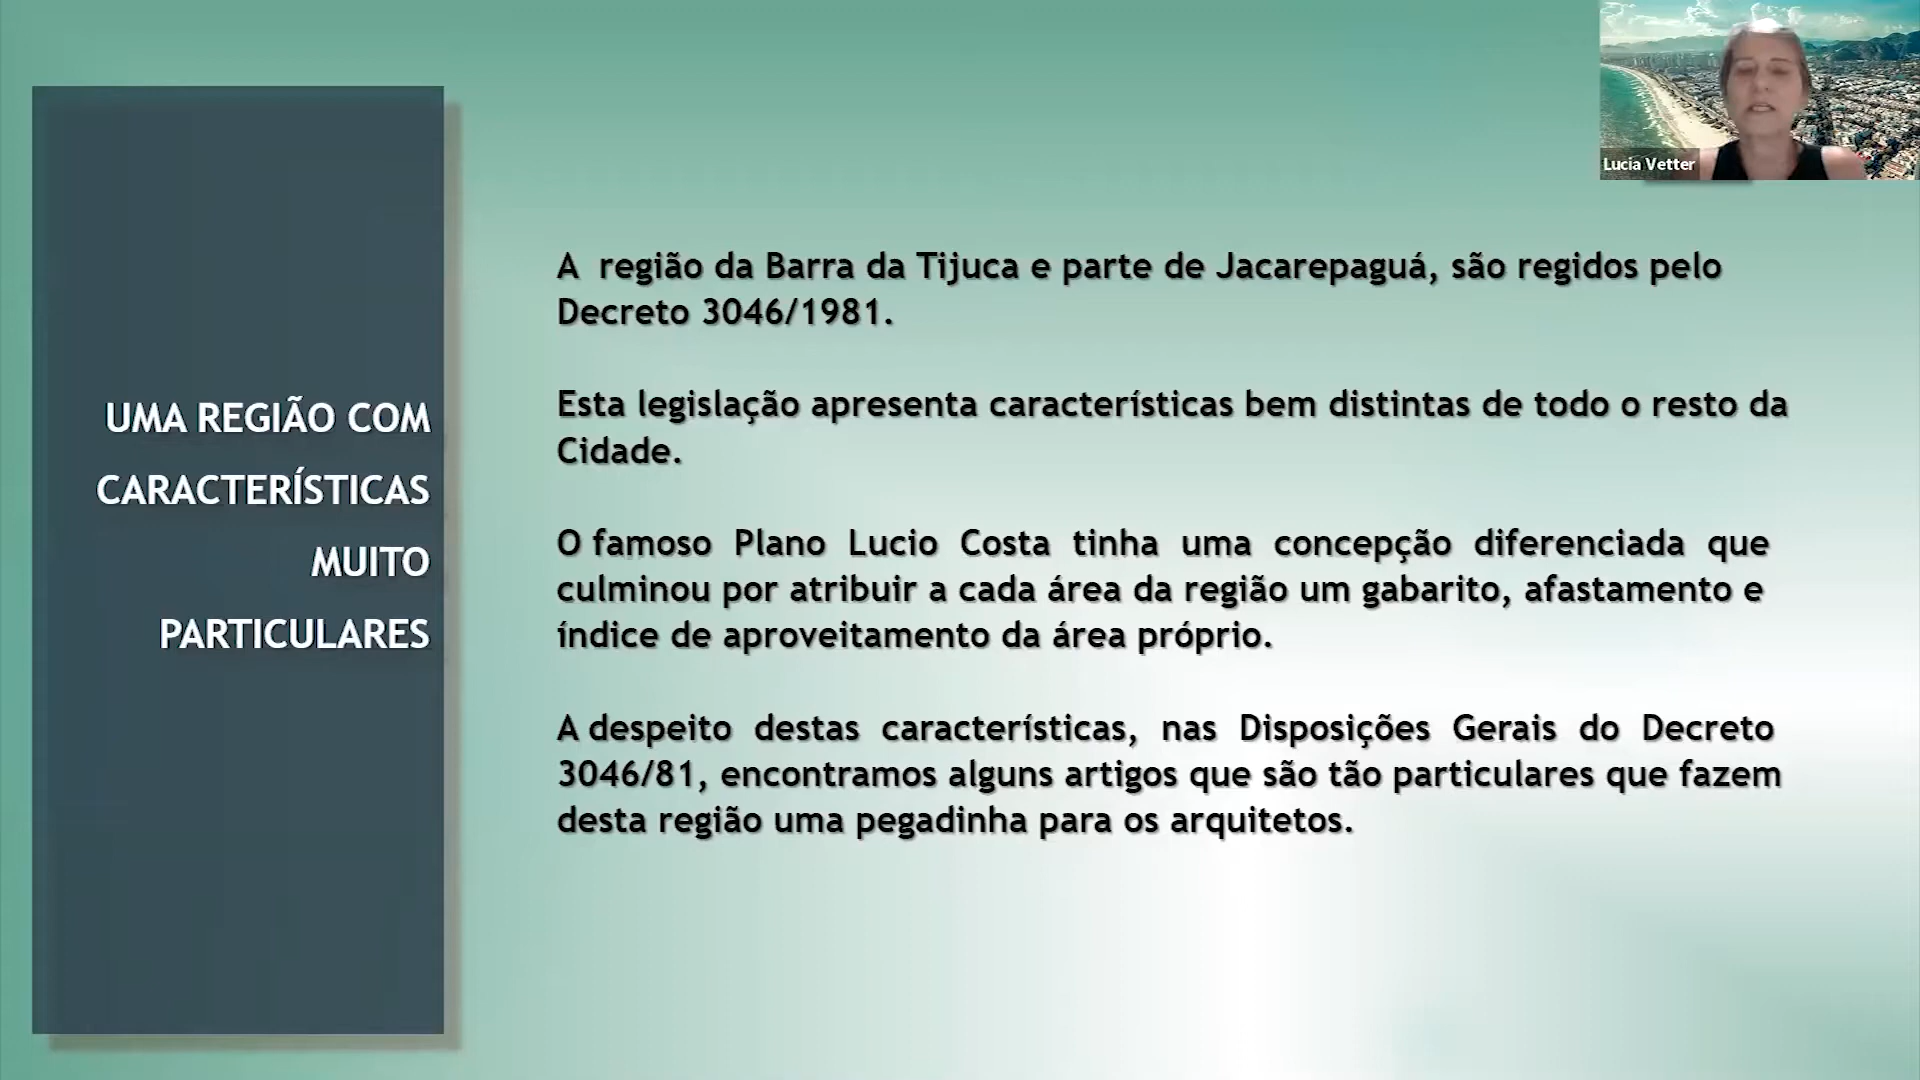 Lucia Vetter
UMA REGIÃO COM
CARACTERÍSTICAS
MUITO
PARTICULARES
A região da Barra da Tijuca e parte de Jacarepaguá, são regidos pelo
Decreto 3046/1981.
Esta legislação apresenta características bem distintas de todo o resto da
Cidade.
O famoso Plano Lucio Costa tinha uma concepção diferenciada que
culminou por atribuir a cada área da região um gabarito, afastamento e
índice de aproveitamento da área próprio.
A despeito destas características, nas Disposições Gerais do Decreto
3046/81, encontramos alguns artigos que são tão particulares que fazem
desta região uma pegadinha para os arquitetos.